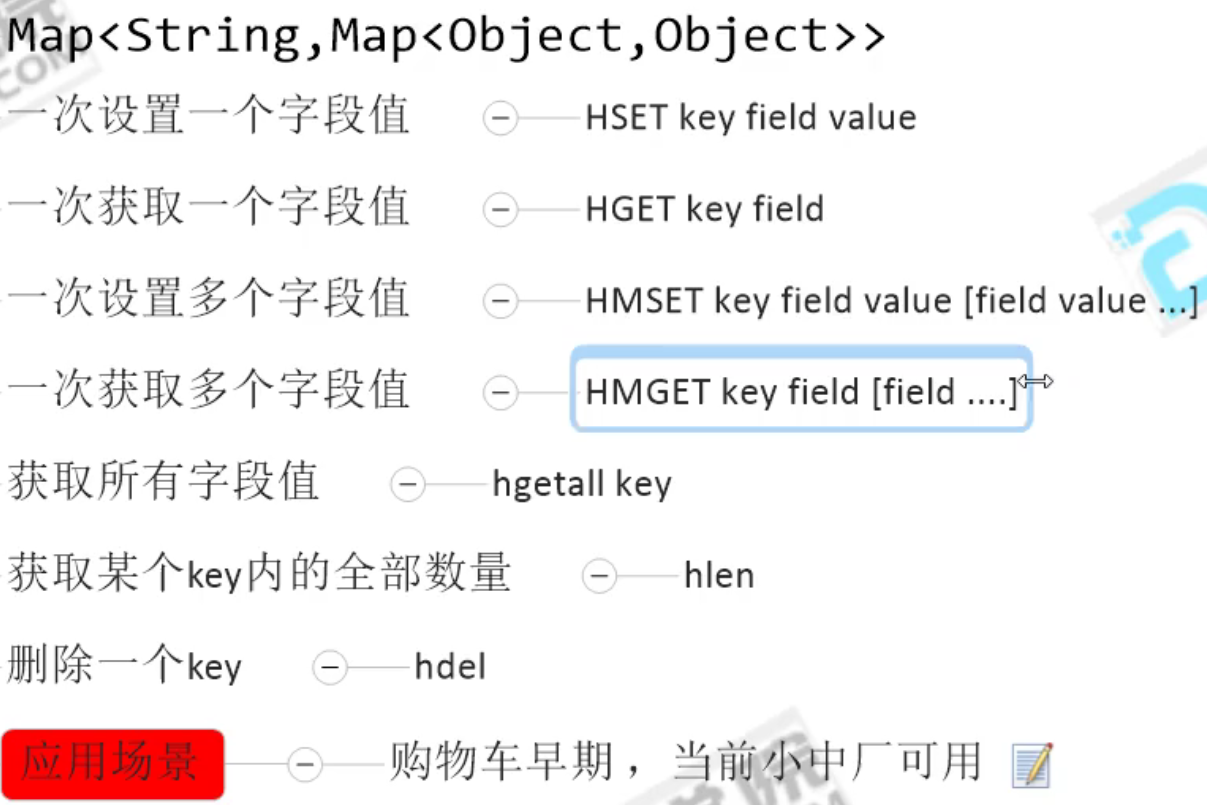 Map<String,Map<Object,Object>>
一次设置一个字段值 HSET key field value
一次获取一个字段值 HGET key field
一次设置多个字段值 HMSET key field value [field value ...]
一次获取多个字段值 HMGET key field [field ....]
获取所有字段值 hgetall key
获取某个key内的全部数量 hlen
删除一个key hdel
应用场景 购物车早期，当前小中厂可用